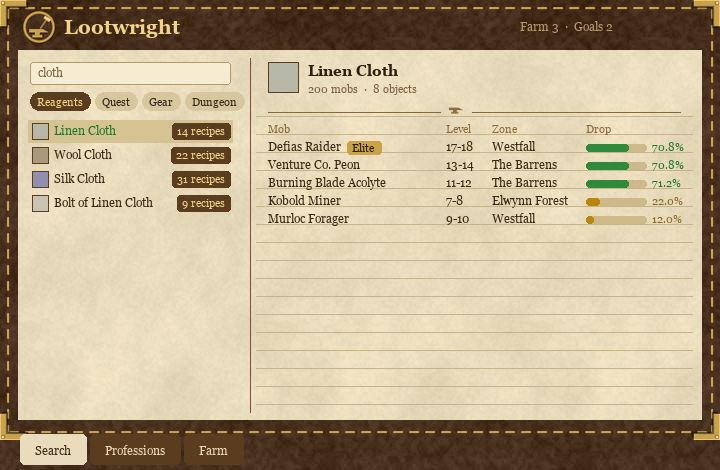 Lootwright
Farm 3 · Goals 2
cloth
Reagents Quest Gear Dungeon
Linen Cloth 14 recipes
Wool Cloth 22 recipes
Silk Cloth 31 recipes
Bolt of Linen Cloth 9 recipes
Linen Cloth
200 mobs · 8 objects
Mob Level Zone Drop
Defias Raider Elite 17-18 Westfall 70.8%
Venture Co. Peon 13-14 The Barrens 70.8%
Burning Blade Acolyte 11-12 The Barrens 71.2%
Kobold Miner 7-8 Elwynn Forest 22.0%
Murloc Forager 9-10 Westfall 12.0%
Search Professions Farm